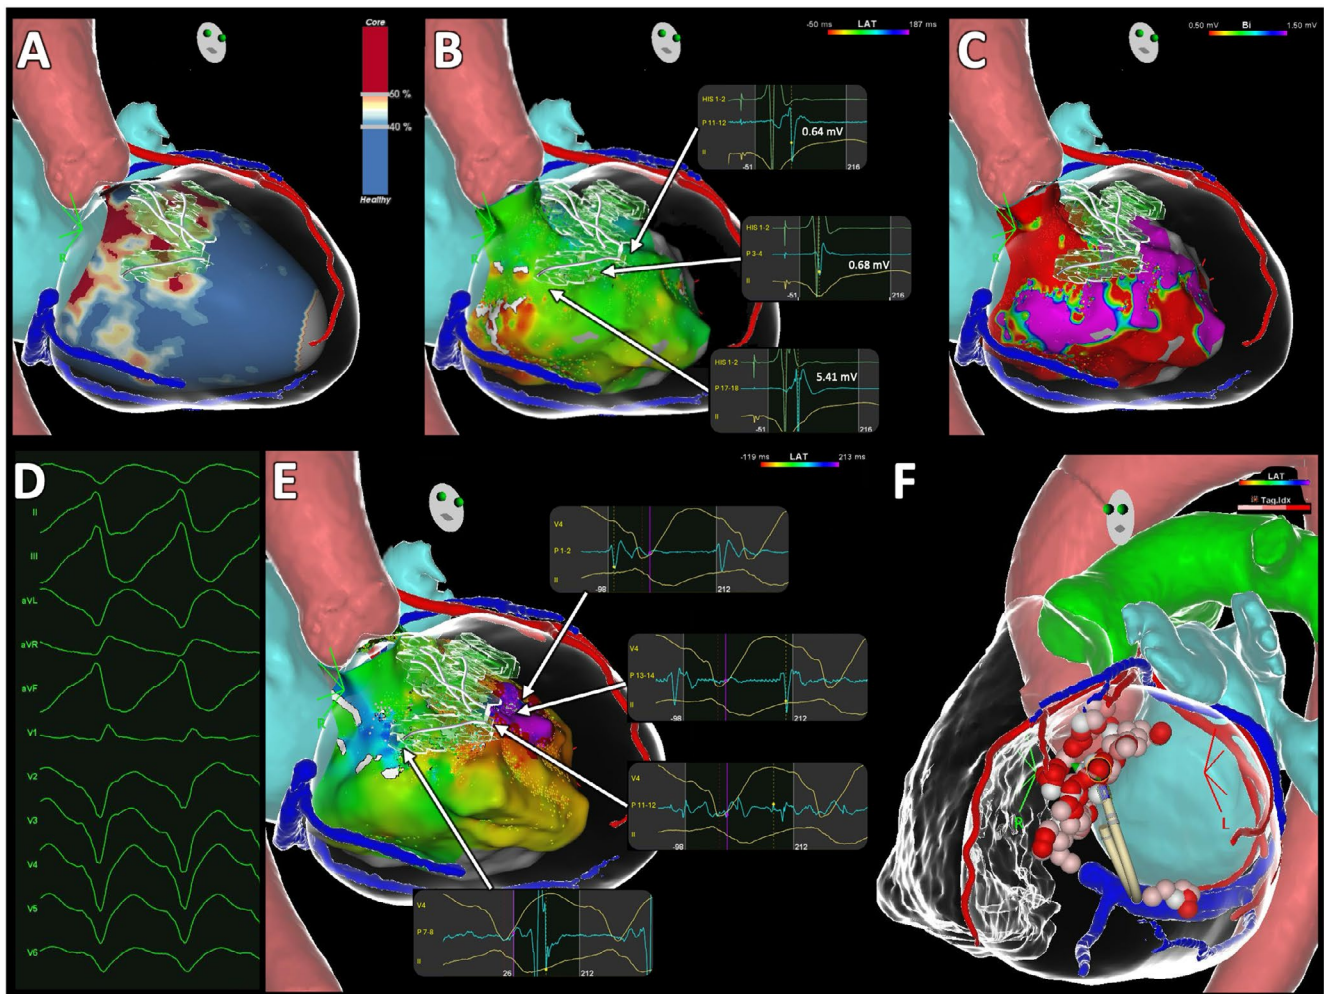 A
Core
60 %
40 %
Healthy
B
-50 ms LAT 187 ms
HIS 1-2
P 11-12
0.64 mV
II
-51
216
HIS 1-2
P 3-4
0.68 mV
II
-51
216
HIS 1-2
P 17-18
5.41 mV
II
-51
216
R
C
0.50 mV Bi 1.50 mV
R
D
II
III
aVL
aVR
aVF
V1
V2
V3
V4
V5
V6
E
-119 ms LAT 213 ms
V4
P 1-2
II
-98
212
V4
P 13-14
II
-98
212
V4
P 11-12
II
-98
212
V4
P 7-8
II
26
212
R
F
LAT
Tag.Idx
R
L